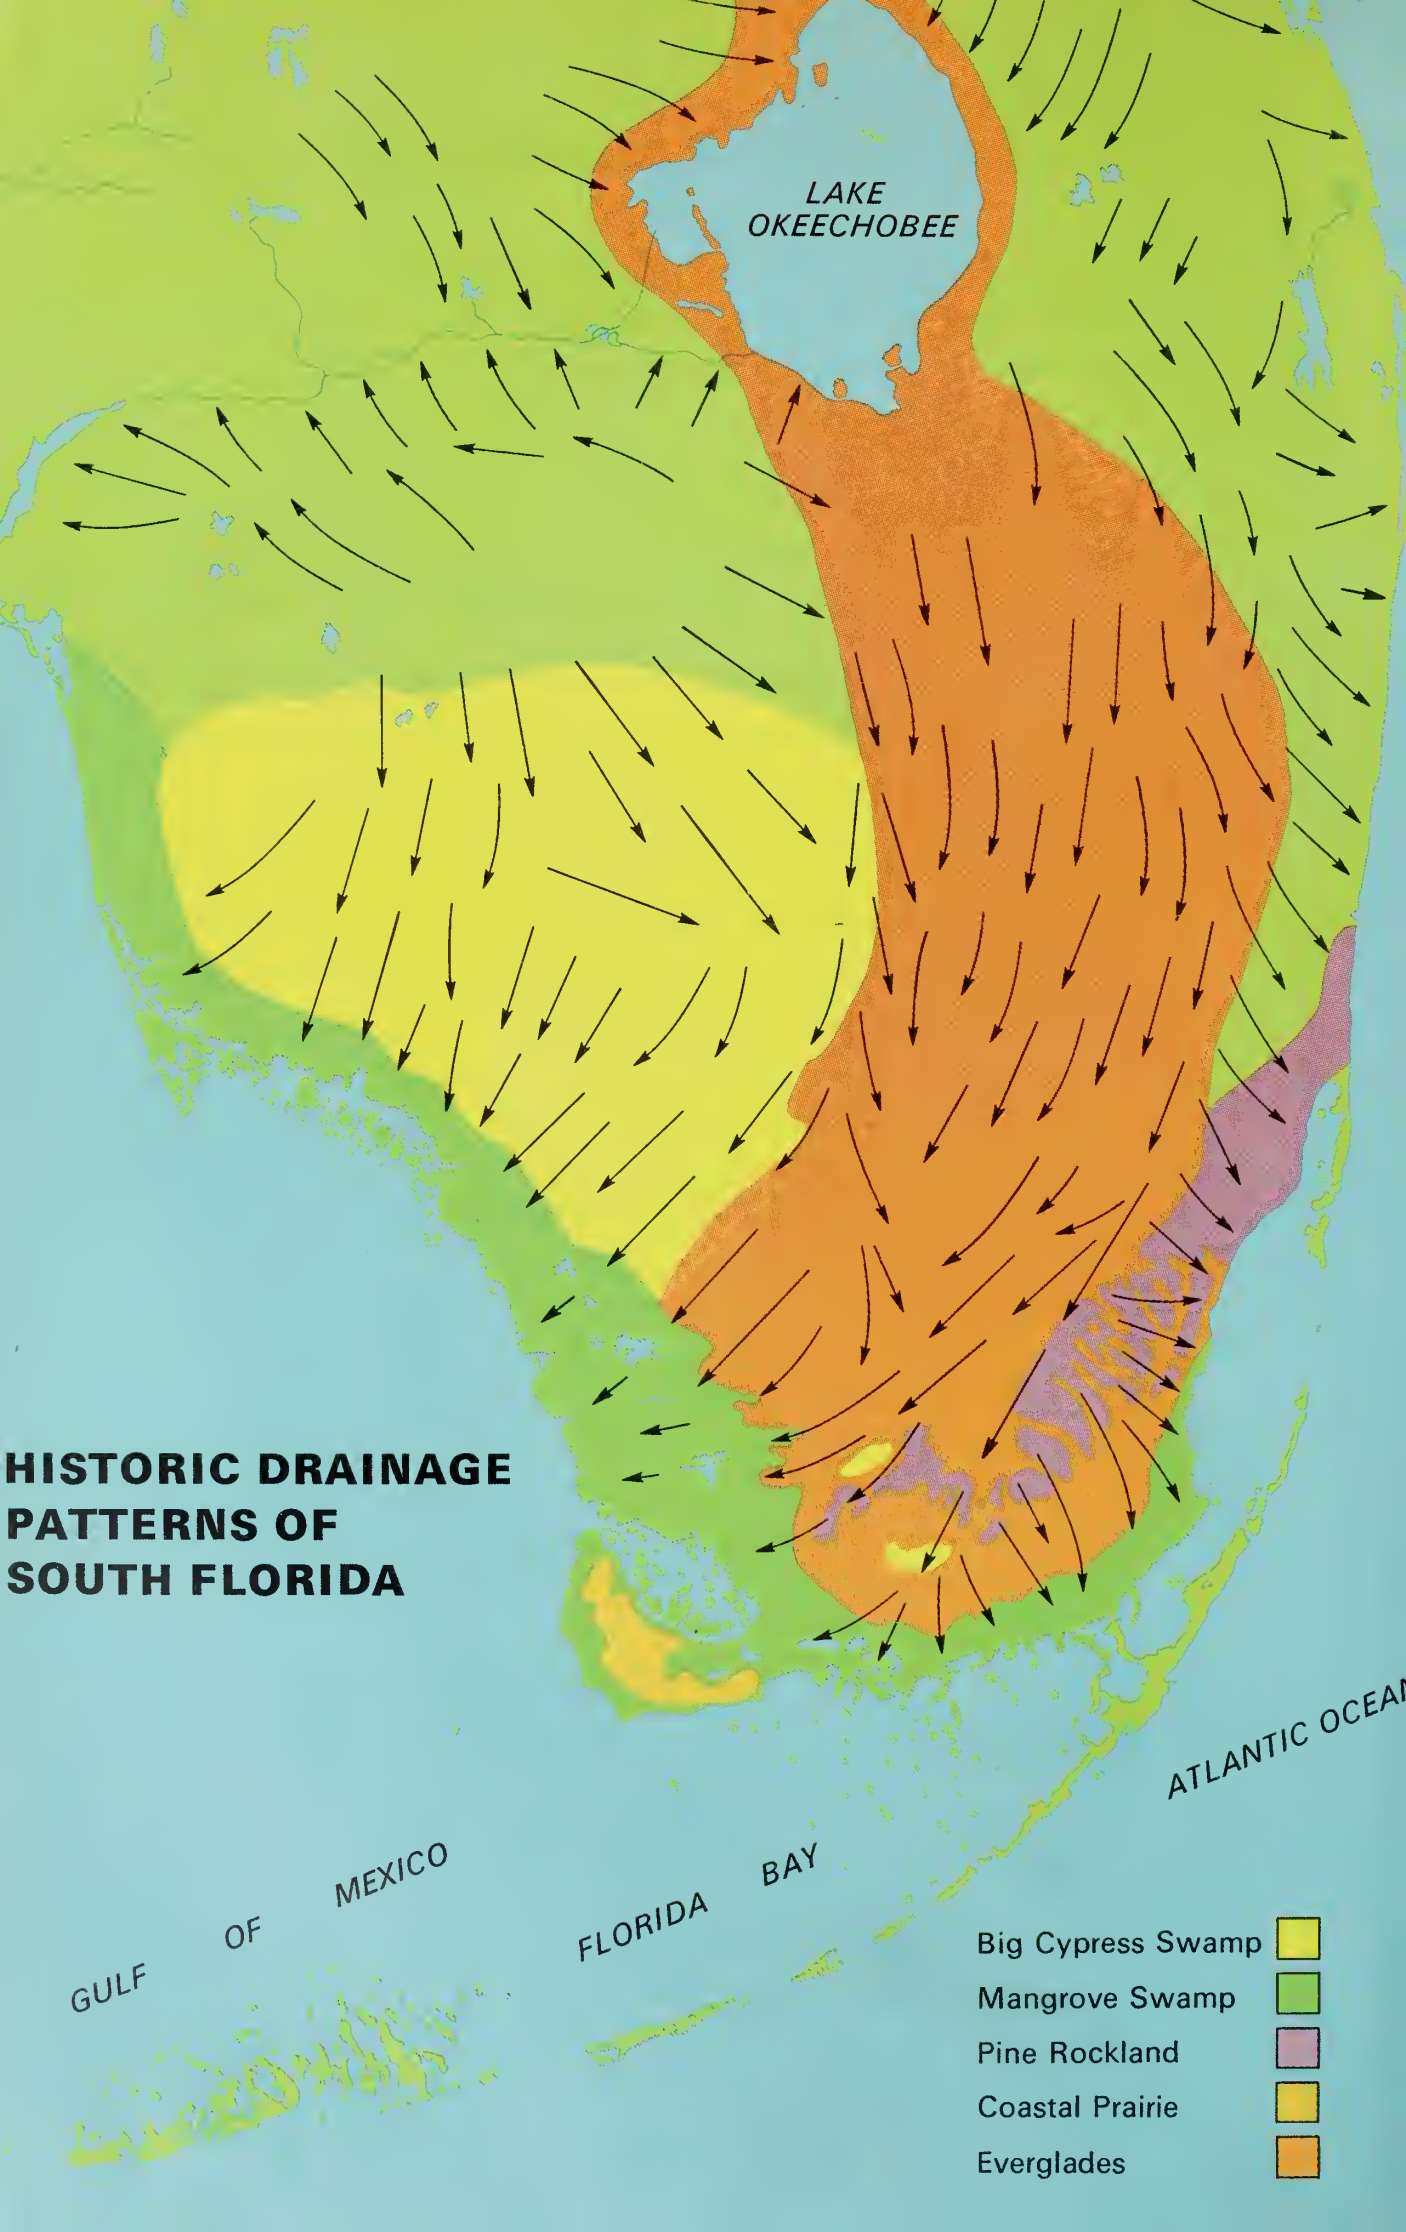 LAKE
OKEECHOBEE
HISTORIC DRAINAGE
PATTERNS OF
SOUTH FLORIDA
ATLANTIC OCEAN
GULF OF MEXICO
FLORIDA BAY
Big Cypress Swamp
Mangrove Swamp
Pine Rockland
Coastal Prairie
Everglades